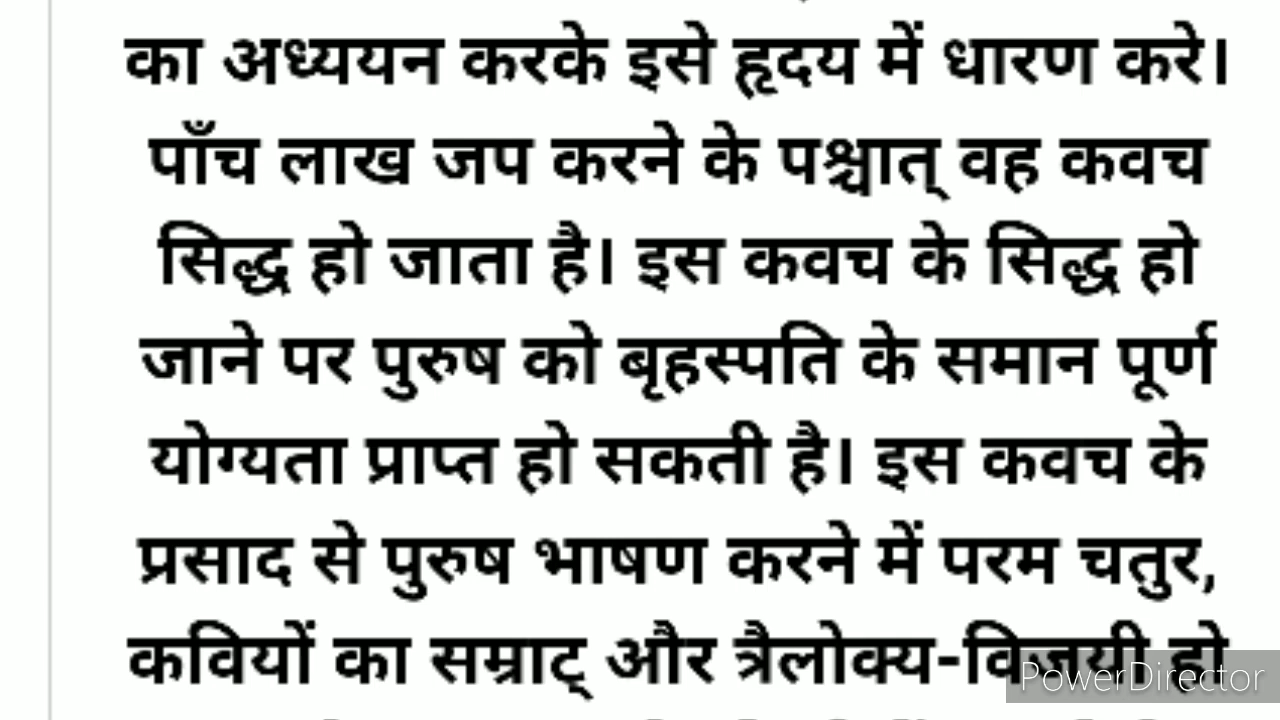 का अध्ययन करके इसे हृदय में धारण करे।
पाँच लाख जप करने के पश्चात् वह कवच
सिद्ध हो जाता है। इस कवच के सिद्ध हो
जाने पर पुरुष को बृहस्पति के समान पूर्ण
योग्यता प्राप्त हो सकती है। इस कवच के
प्रसाद से पुरुष भाषण करने में परम चतुर,
कवियों का सम्राट् और त्रैलोक्य-विजयी हो
PowerDirector